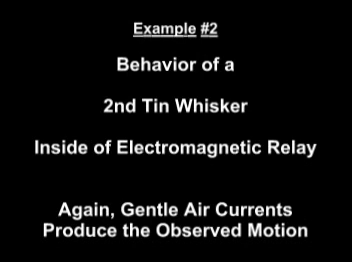 Example #2
Behavior of a
2nd Tin Whisker
Inside of Electromagnetic Relay
Again, Gentle Air Currents
Produce the Observed Motion